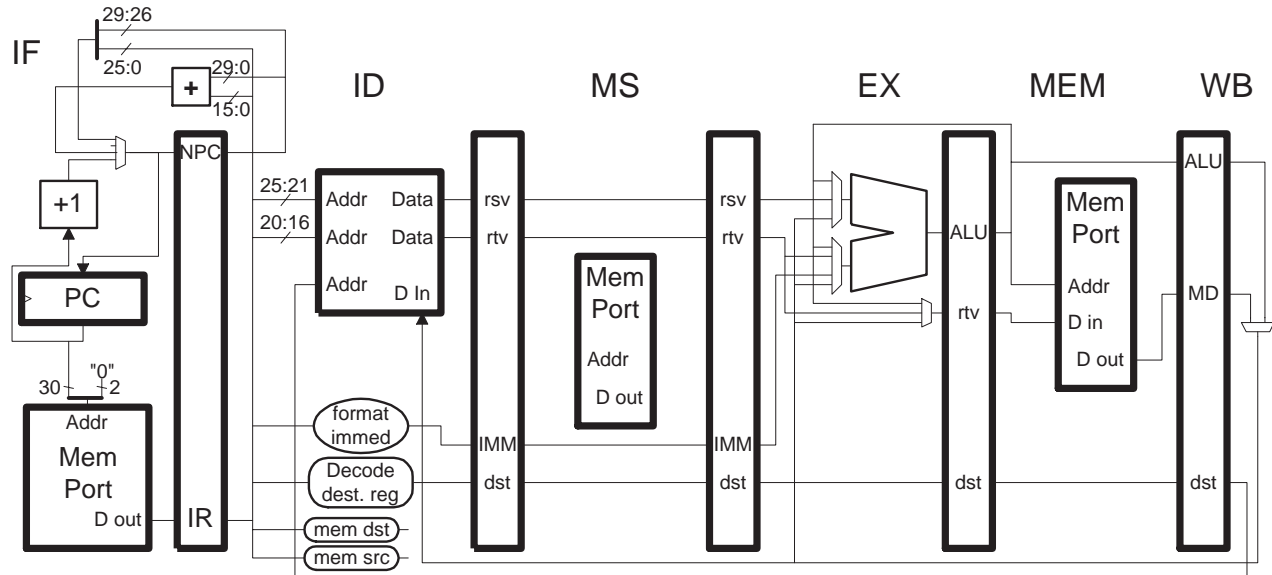 29:26
IF
25:0
29:0
+
15:0
ID
MS
EX
MEM
WB
NPC
ALU
+1
25:21
Addr
Data
rsv
rsv
20:16
Addr
Data
rtv
rtv
ALU
Mem
Port
Addr
D In
Mem
Port
Addr
D in
D out
MD
PC
rtv
Addr
D out
30
"0"
2
Addr
Mem
Port
D out
IR
format
immed
IMM
IMM
Decode
dest. reg
dst
dst
dst
dst
mem dst
mem src